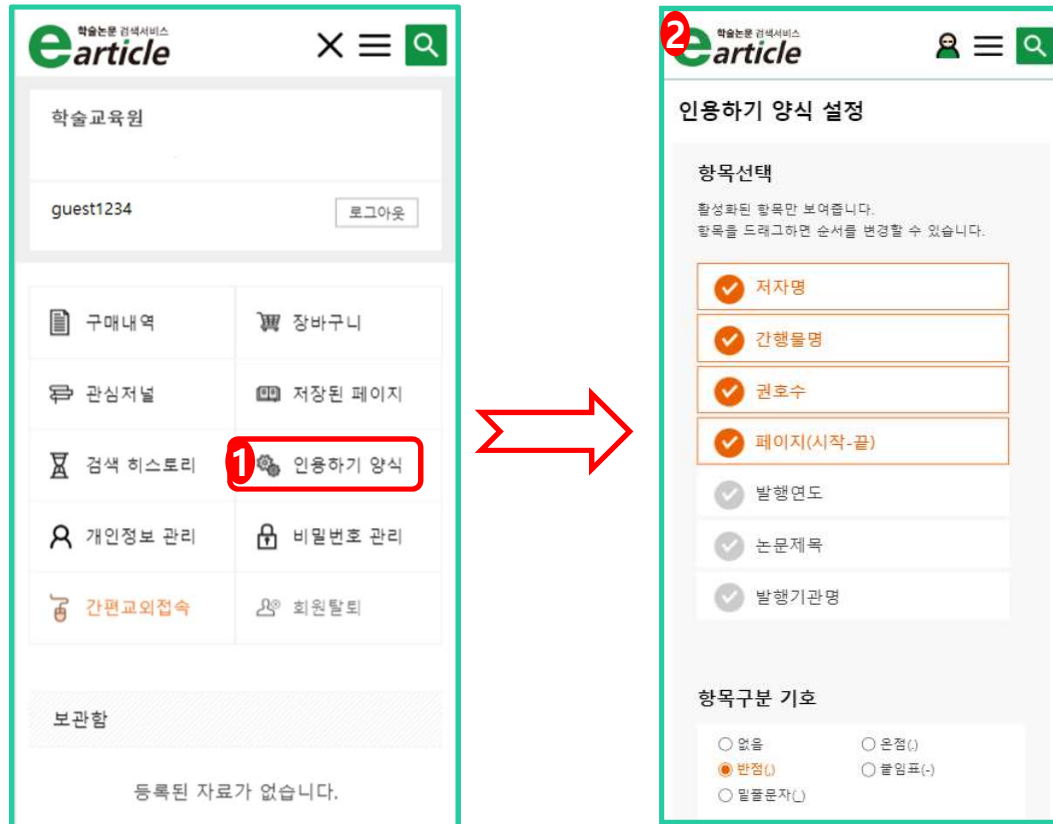 학술논문 검색서비스
earticle
학술교육원
guest1234
로그아웃
구매내역
장바구니
관심저널
저장된 페이지
검색 히스토리
1
인용하기 양식
개인정보 관리
비밀번호 관리
간편교외접속
회원탈퇴
보관함
등록된 자료가 없습니다.
2
학술논문 검색서비스
earticle
인용하기 양식 설정
항목선택
활성화된 항목만 보여줍니다.
항목을 드래그하면 순서를 변경할 수 있습니다.
저자명
간행물명
권호수
페이지(시작-끝)
발행연도
논문제목
발행기관명
항목구분 기호
없음
온점(.)
반점(,)
붙임표(-)
밑줄문자(_)